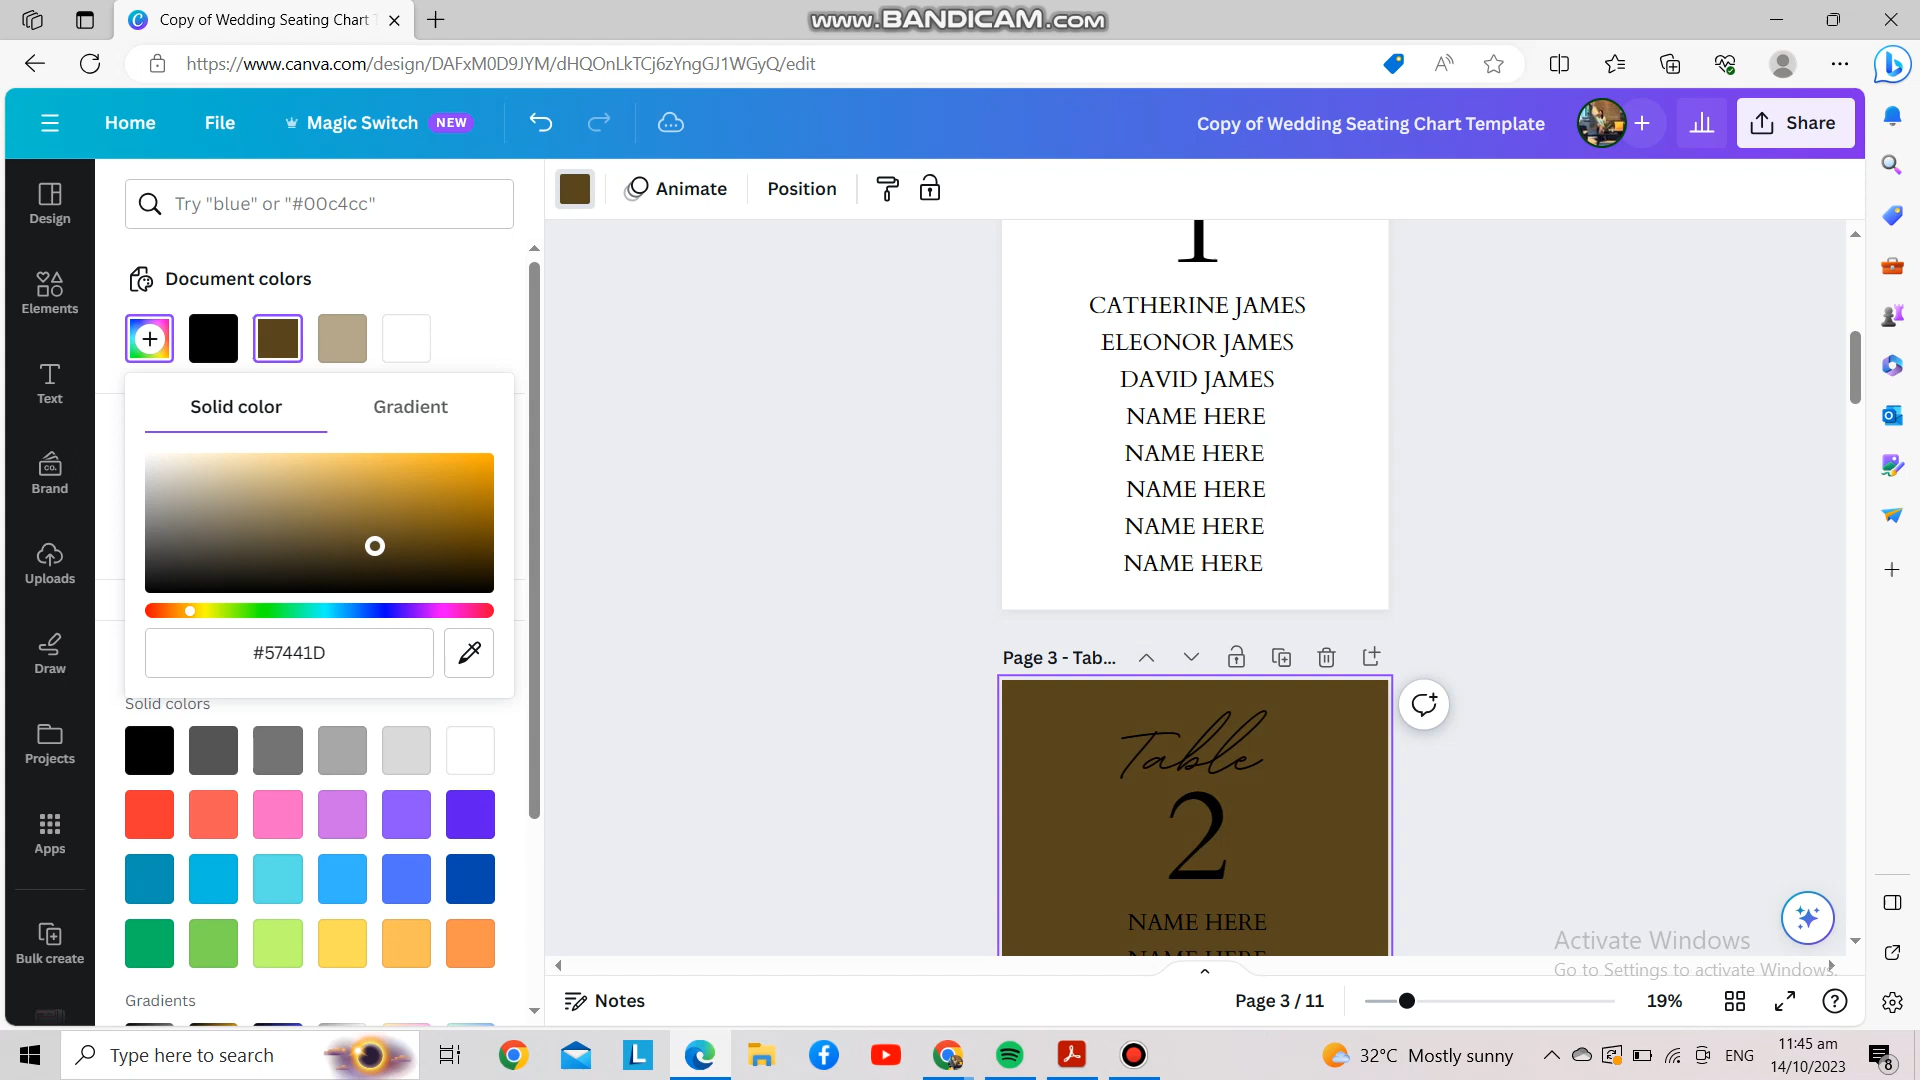 Copy of Wedding Seating Chart T
www.BANDICAM.com
https://www.canva.com/design/DAFxM0D9JYM/dHQOnLkTCj6zYngGJ1WGyQ/edit
Home
File
Magic Switch NEW
Copy of Wedding Seating Chart Template
Share
Design
Elements
Text
Brand
Uploads
Draw
Projects
Apps
Bulk create
Try "blue" or "#00c4cc"
Document colors
Solid color
Gradient
#57441D
Solid colors
Gradients
Animate
Position
1
CATHERINE JAMES
ELEONOR JAMES
DAVID JAMES
NAME HERE
NAME HERE
NAME HERE
NAME HERE
NAME HERE
Page 3 - Tab...
Table
2
NAME HERE
NAME HERE
Activate Windows
Go to Settings to activate Windows.
Notes
Page 3 / 11
19%
Type here to search
32°C Mostly sunny
ENG
11:45 am
14/10/2023
8